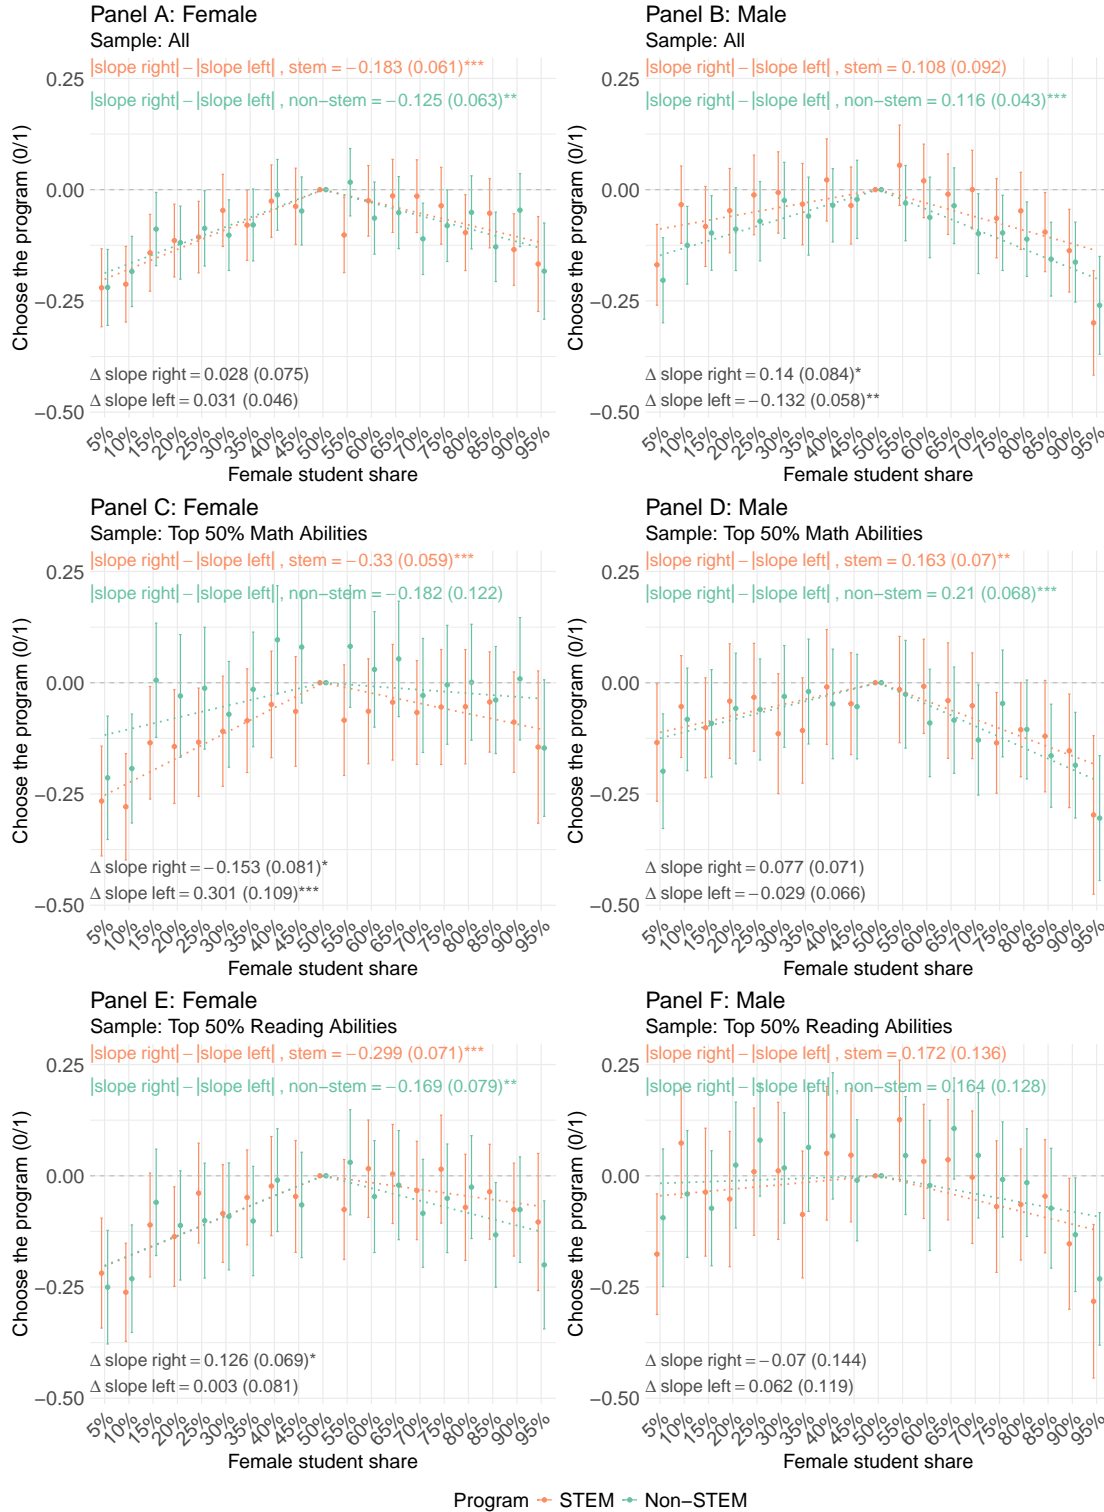 Panel A: Female
Sample: All
|slope right| − |slope left| , stem = −0.183 (0.061)***
|slope right| − |slope left| , non−stem = −0.125 (0.063)**
Choose the program (0/1)
0.25
0.00
−0.25
−0.50
Δ slope right = 0.028 (0.075)
Δ slope left = 0.031 (0.046)
5% 10% 15% 20% 25% 30% 35% 40% 45% 50% 55% 60% 65% 70% 75% 80% 85% 90% 95%
Female student share
Panel B: Male
Sample: All
|slope right| − |slope left| , stem = 0.108 (0.092)
|slope right| − |slope left| , non−stem = 0.116 (0.043)***
Choose the program (0/1)
0.25
0.00
−0.25
−0.50
Δ slope right = 0.14 (0.084)*
Δ slope left = −0.132 (0.058)**
5% 10% 15% 20% 25% 30% 35% 40% 45% 50% 55% 60% 65% 70% 75% 80% 85% 90% 95%
Female student share
Panel C: Female
Sample: Top 50% Math Abilities
|slope right| − |slope left| , stem = −0.33 (0.059)***
|slope right| − |slope left| , non−stem = −0.182 (0.122)
Choose the program (0/1)
0.25
0.00
−0.25
−0.50
Δ slope right = −0.153 (0.081)*
Δ slope left = 0.301 (0.109)***
5% 10% 15% 20% 25% 30% 35% 40% 45% 50% 55% 60% 65% 70% 75% 80% 85% 90% 95%
Female student share
Panel D: Male
Sample: Top 50% Math Abilities
|slope right| − |slope left| , stem = 0.163 (0.07)**
|slope right| − |slope left| , non−stem = 0.21 (0.068)***
Choose the program (0/1)
0.25
0.00
−0.25
−0.50
Δ slope right = 0.077 (0.071)
Δ slope left = −0.029 (0.066)
5% 10% 15% 20% 25% 30% 35% 40% 45% 50% 55% 60% 65% 70% 75% 80% 85% 90% 95%
Female student share
Panel E: Female
Sample: Top 50% Reading Abilities
|slope right| − |slope left| , stem = −0.299 (0.071)***
|slope right| − |slope left| , non−stem = −0.169 (0.079)**
Choose the program (0/1)
0.25
0.00
−0.25
−0.50
Δ slope right = 0.126 (0.069)*
Δ slope left = 0.003 (0.081)
5% 10% 15% 20% 25% 30% 35% 40% 45% 50% 55% 60% 65% 70% 75% 80% 85% 90% 95%
Female student share
Panel F: Male
Sample: Top 50% Reading Abilities
|slope right| − |slope left| , stem = 0.172 (0.136)
|slope right| − |slope left| , non−stem = 0.164 (0.128)
Choose the program (0/1)
0.25
0.00
−0.25
−0.50
Δ slope right = −0.07 (0.144)
Δ slope left = 0.062 (0.119)
5% 10% 15% 20% 25% 30% 35% 40% 45% 50% 55% 60% 65% 70% 75% 80% 85% 90% 95%
Female student share
Program STEM Non−STEM